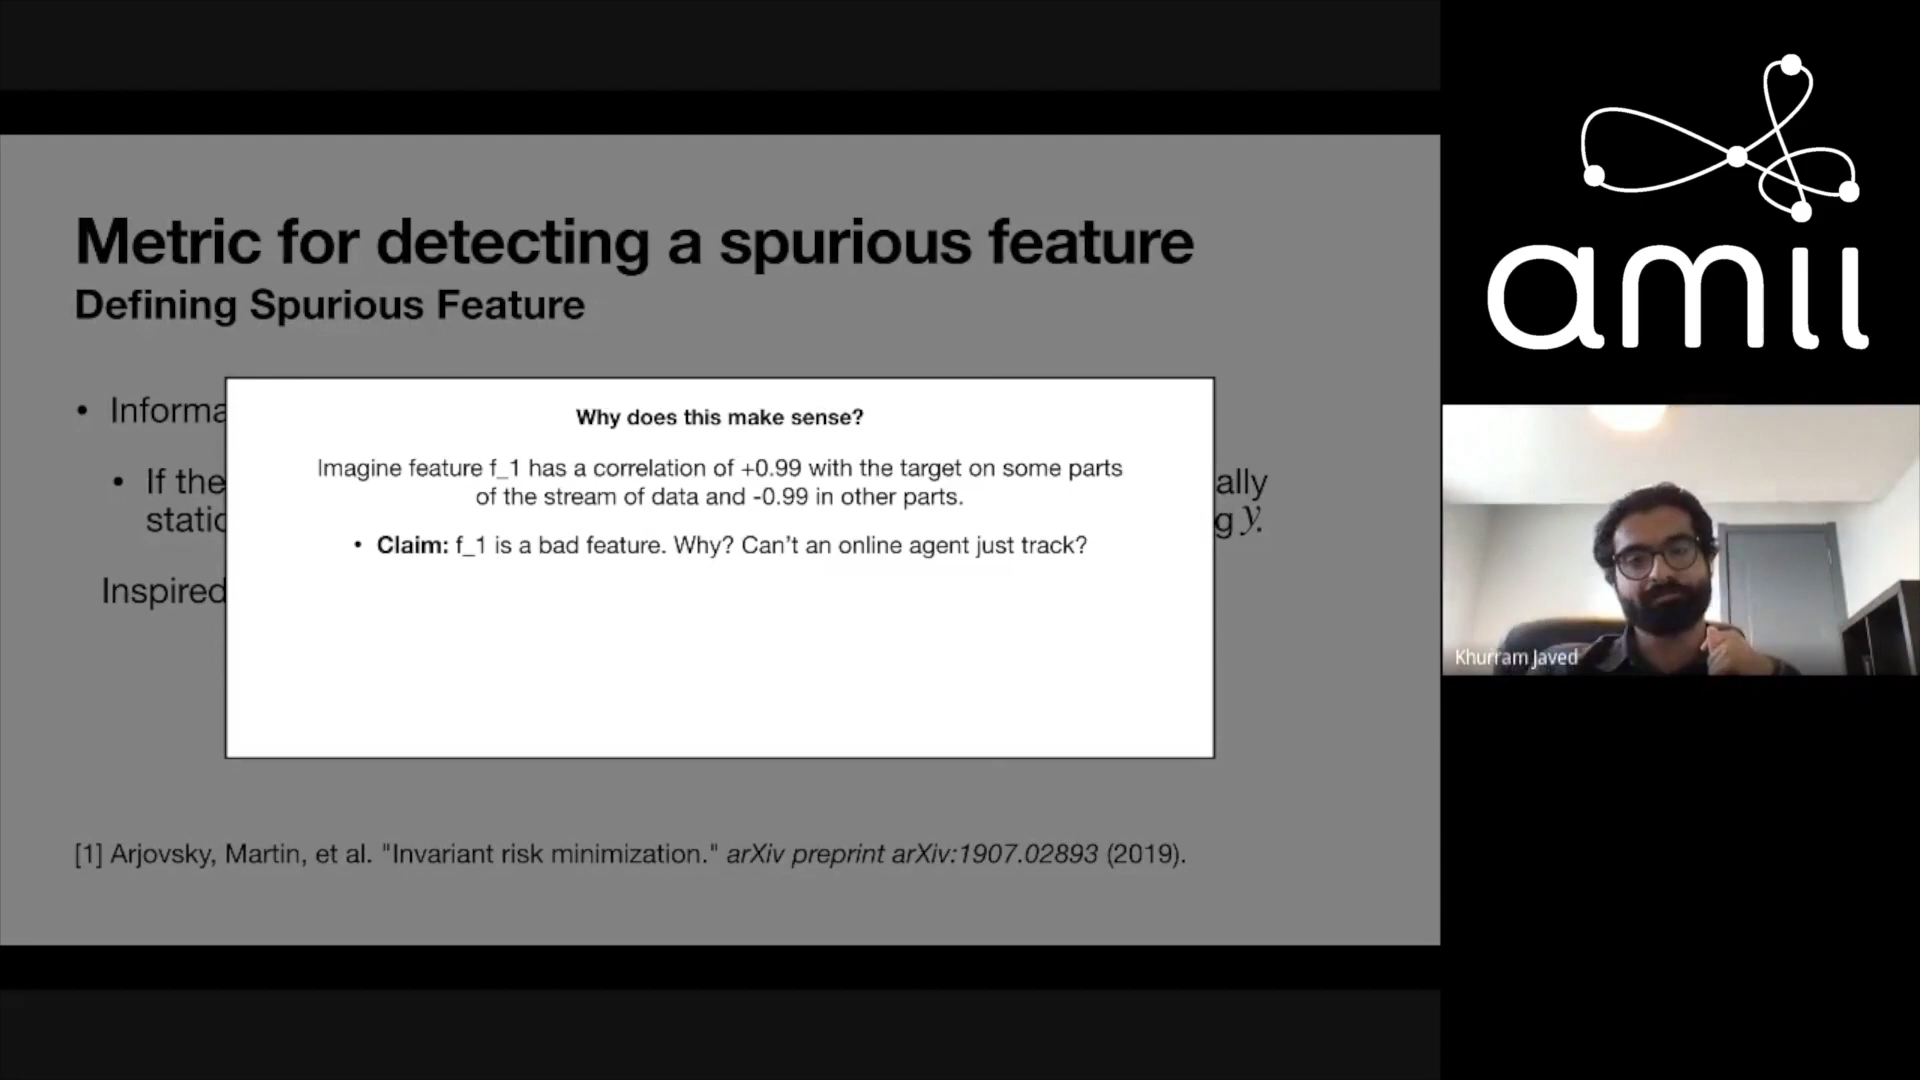 amii
Metric for detecting a spurious feature
Defining Spurious Feature
• Informa
• If the
ally
static
g y.
Inspired
Why does this make sense?
Imagine feature f_1 has a correlation of +0.99 with the target on some parts
of the stream of data and -0.99 in other parts.
• Claim: f_1 is a bad feature. Why? Can't an online agent just track?
[1] Arjovsky, Martin, et al. "Invariant risk minimization." arXiv preprint arXiv:1907.02893 (2019).
Khurram Javed